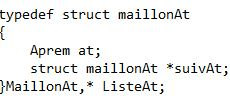 typedef struct maillonAt
{
    Aprem at;
    struct maillonAt *suivAt;
}MaillonAt,* ListeAt;